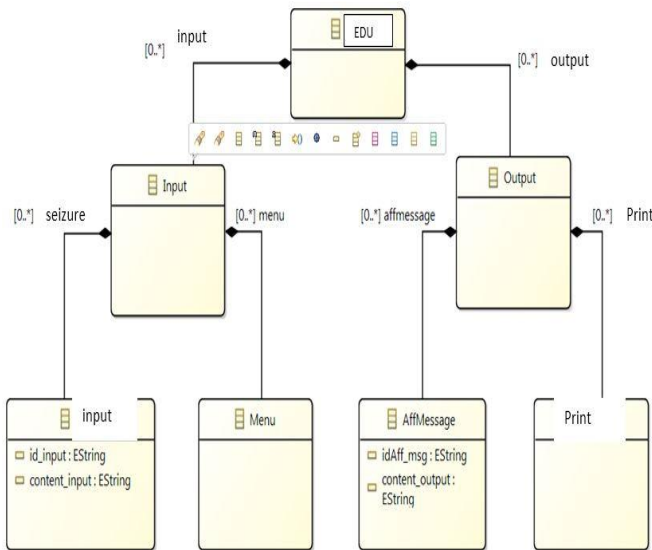 EDU
input
[0..*]
[0..*] output
Input
Output
[0..*] seizure
[0..*] menu
[0..*] affmessage
[0..*] Print
input
id_input : EString
content_input : EString
Menu
AffMessage
idAff_msg : EString
content_output :
EString
Print